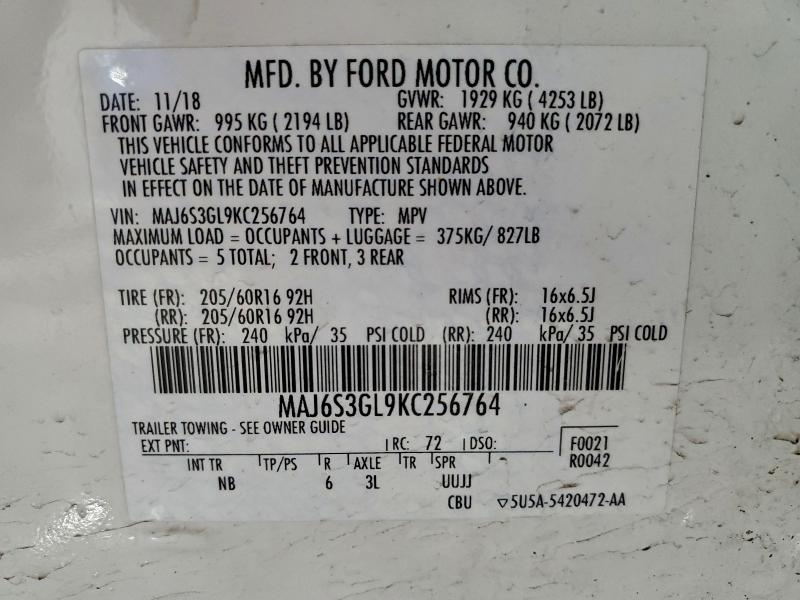 MFD. BY FORD MOTOR CO.
DATE: 11/18 GVWR: 1929 KG ( 4253 LB)
FRONT GAWR: 995 KG ( 2194 LB) REAR GAWR: 940 KG ( 2072 LB)
THIS VEHICLE CONFORMS TO ALL APPLICABLE FEDERAL MOTOR
VEHICLE SAFETY AND THEFT PREVENTION STANDARDS
IN EFFECT ON THE DATE OF MANUFACTURE SHOWN ABOVE.
VIN: MAJ6S3GL9KC256764 TYPE: MPV
MAXIMUM LOAD = OCCUPANTS + LUGGAGE = 375KG/ 827LB
OCCUPANTS = 5 TOTAL; 2 FRONT, 3 REAR
TIRE (FR): 205/60R16 92H RIMS (FR): 16x6.5J
(RR): 205/60R16 92H (RR): 16x6.5J
PRESSURE (FR): 240 kPa/ 35 PSI COLD (RR): 240 kPa/ 35 PSI COLD
MAJ6S3GL9KC256764
TRAILER TOWING - SEE OWNER GUIDE
EXT PNT: RC: 72 DSO: F0021
INT TR TP/PS R AXLE TR SPR R0042
NB 6 3L UUJJ
CBU ▽5U5A-5420472-AA